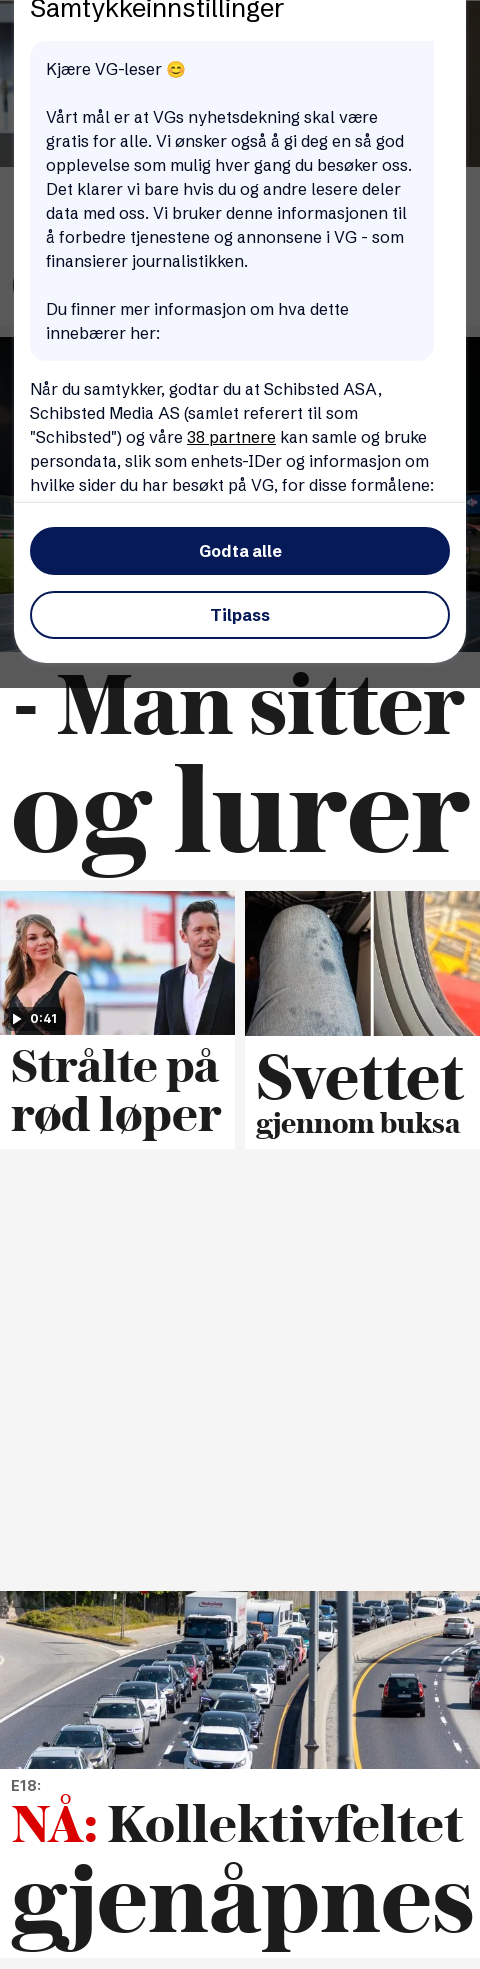 Samtykkeinnstillinger
Kjære VG-leser 😊
Vårt mål er at VGs nyhetsdekning skal være
gratis for alle. Vi ønsker også å gi deg en så god
opplevelse som mulig hver gang du besøker oss.
Det klarer vi bare hvis du og andre lesere deler
data med oss. Vi bruker denne informasjonen til
å forbedre tjenestene og annonsene i VG - som
finansierer journalistikken.
Du finner mer informasjon om hva dette
innebærer her:
Når du samtykker, godtar du at Schibsted ASA,
Schibsted Media AS (samlet referert til som
"Schibsted") og våre 38 partnere kan samle og bruke
persondata, slik som enhets-IDer og informasjon om
hvilke sider du har besøkt på VG, for disse formålene:
Godta alle
Tilpass
- Man sitter
og lurer
0:41
Strålte på
rød løper
Svettet
gjennom buksa
E18:
NÅ: Kollektivfeltet
gjenåpnes